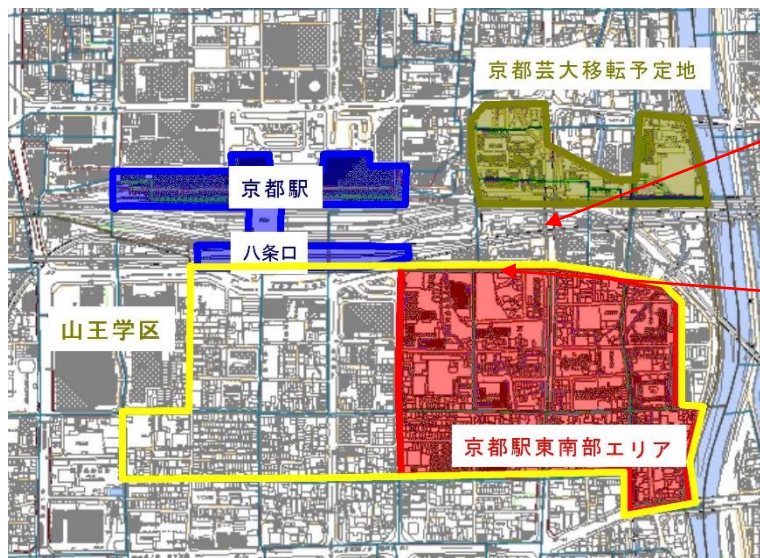 京都芸大移転予定地
京都駅
八条口
山王学区
京都駅東南部エリア